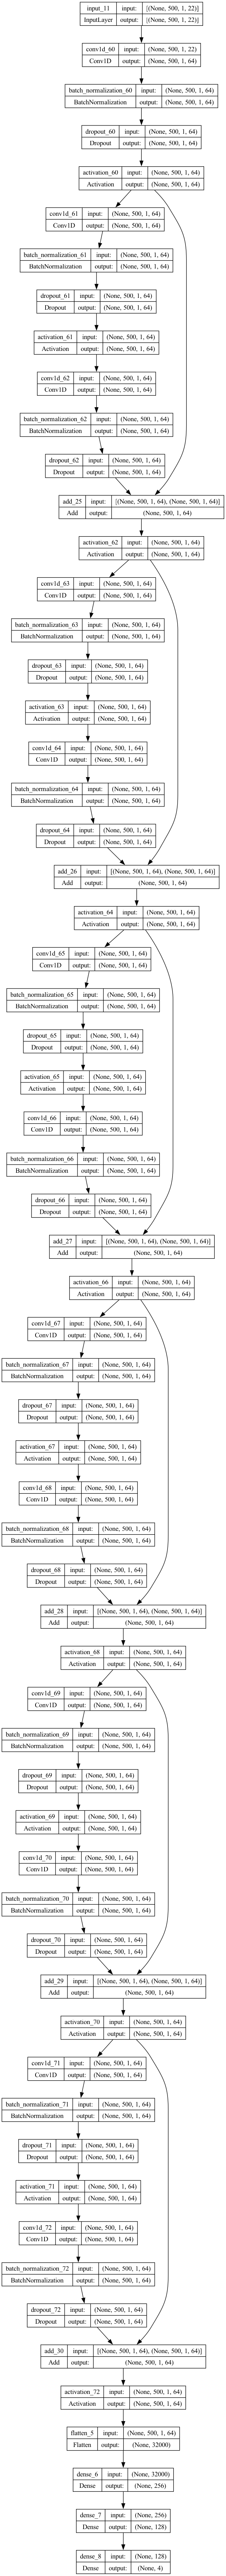 input_11 input: [(None, 500, 1, 22)]
InputLayer output: [(None, 500, 1, 22)]
conv1d_60 input: (None, 500, 1, 22)
Conv1D output: (None, 500, 1, 64)
batch_normalization_60 input: (None, 500, 1, 64)
BatchNormalization output: (None, 500, 1, 64)
dropout_60 input: (None, 500, 1, 64)
Dropout output: (None, 500, 1, 64)
activation_60 input: (None, 500, 1, 64)
Activation output: (None, 500, 1, 64)
conv1d_61 input: (None, 500, 1, 64)
Conv1D output: (None, 500, 1, 64)
batch_normalization_61 input: (None, 500, 1, 64)
BatchNormalization output: (None, 500, 1, 64)
dropout_61 input: (None, 500, 1, 64)
Dropout output: (None, 500, 1, 64)
activation_61 input: (None, 500, 1, 64)
Activation output: (None, 500, 1, 64)
conv1d_62 input: (None, 500, 1, 64)
Conv1D output: (None, 500, 1, 64)
batch_normalization_62 input: (None, 500, 1, 64)
BatchNormalization output: (None, 500, 1, 64)
dropout_62 input: (None, 500, 1, 64)
Dropout output: (None, 500, 1, 64)
add_25 input: [(None, 500, 1, 64), (None, 500, 1, 64)]
Add output: (None, 500, 1, 64)
activation_62 input: (None, 500, 1, 64)
Activation output: (None, 500, 1, 64)
conv1d_63 input: (None, 500, 1, 64)
Conv1D output: (None, 500, 1, 64)
batch_normalization_63 input: (None, 500, 1, 64)
BatchNormalization output: (None, 500, 1, 64)
dropout_63 input: (None, 500, 1, 64)
Dropout output: (None, 500, 1, 64)
activation_63 input: (None, 500, 1, 64)
Activation output: (None, 500, 1, 64)
conv1d_64 input: (None, 500, 1, 64)
Conv1D output: (None, 500, 1, 64)
batch_normalization_64 input: (None, 500, 1, 64)
BatchNormalization output: (None, 500, 1, 64)
dropout_64 input: (None, 500, 1, 64)
Dropout output: (None, 500, 1, 64)
add_26 input: [(None, 500, 1, 64), (None, 500, 1, 64)]
Add output: (None, 500, 1, 64)
activation_64 input: (None, 500, 1, 64)
Activation output: (None, 500, 1, 64)
conv1d_65 input: (None, 500, 1, 64)
Conv1D output: (None, 500, 1, 64)
batch_normalization_65 input: (None, 500, 1, 64)
BatchNormalization output: (None, 500, 1, 64)
dropout_65 input: (None, 500, 1, 64)
Dropout output: (None, 500, 1, 64)
activation_65 input: (None, 500, 1, 64)
Activation output: (None, 500, 1, 64)
conv1d_66 input: (None, 500, 1, 64)
Conv1D output: (None, 500, 1, 64)
batch_normalization_66 input: (None, 500, 1, 64)
BatchNormalization output: (None, 500, 1, 64)
dropout_66 input: (None, 500, 1, 64)
Dropout output: (None, 500, 1, 64)
add_27 input: [(None, 500, 1, 64), (None, 500, 1, 64)]
Add output: (None, 500, 1, 64)
activation_66 input: (None, 500, 1, 64)
Activation output: (None, 500, 1, 64)
conv1d_67 input: (None, 500, 1, 64)
Conv1D output: (None, 500, 1, 64)
batch_normalization_67 input: (None, 500, 1, 64)
BatchNormalization output: (None, 500, 1, 64)
dropout_67 input: (None, 500, 1, 64)
Dropout output: (None, 500, 1, 64)
activation_67 input: (None, 500, 1, 64)
Activation output: (None, 500, 1, 64)
conv1d_68 input: (None, 500, 1, 64)
Conv1D output: (None, 500, 1, 64)
batch_normalization_68 input: (None, 500, 1, 64)
BatchNormalization output: (None, 500, 1, 64)
dropout_68 input: (None, 500, 1, 64)
Dropout output: (None, 500, 1, 64)
add_28 input: [(None, 500, 1, 64), (None, 500, 1, 64)]
Add output: (None, 500, 1, 64)
activation_68 input: (None, 500, 1, 64)
Activation output: (None, 500, 1, 64)
conv1d_69 input: (None, 500, 1, 64)
Conv1D output: (None, 500, 1, 64)
batch_normalization_69 input: (None, 500, 1, 64)
BatchNormalization output: (None, 500, 1, 64)
dropout_69 input: (None, 500, 1, 64)
Dropout output: (None, 500, 1, 64)
activation_69 input: (None, 500, 1, 64)
Activation output: (None, 500, 1, 64)
conv1d_70 input: (None, 500, 1, 64)
Conv1D output: (None, 500, 1, 64)
batch_normalization_70 input: (None, 500, 1, 64)
BatchNormalization output: (None, 500, 1, 64)
dropout_70 input: (None, 500, 1, 64)
Dropout output: (None, 500, 1, 64)
add_29 input: [(None, 500, 1, 64), (None, 500, 1, 64)]
Add output: (None, 500, 1, 64)
activation_70 input: (None, 500, 1, 64)
Activation output: (None, 500, 1, 64)
conv1d_71 input: (None, 500, 1, 64)
Conv1D output: (None, 500, 1, 64)
batch_normalization_71 input: (None, 500, 1, 64)
BatchNormalization output: (None, 500, 1, 64)
dropout_71 input: (None, 500, 1, 64)
Dropout output: (None, 500, 1, 64)
activation_71 input: (None, 500, 1, 64)
Activation output: (None, 500, 1, 64)
conv1d_72 input: (None, 500, 1, 64)
Conv1D output: (None, 500, 1, 64)
batch_normalization_72 input: (None, 500, 1, 64)
BatchNormalization output: (None, 500, 1, 64)
dropout_72 input: (None, 500, 1, 64)
Dropout output: (None, 500, 1, 64)
add_30 input: [(None, 500, 1, 64), (None, 500, 1, 64)]
Add output: (None, 500, 1, 64)
activation_72 input: (None, 500, 1, 64)
Activation output: (None, 500, 1, 64)
flatten_5 input: (None, 500, 1, 64)
Flatten output: (None, 32000)
dense_6 input: (None, 32000)
Dense output: (None, 256)
dense_7 input: (None, 256)
Dense output: (None, 128)
dense_8 input: (None, 128)
Dense output: (None, 4)